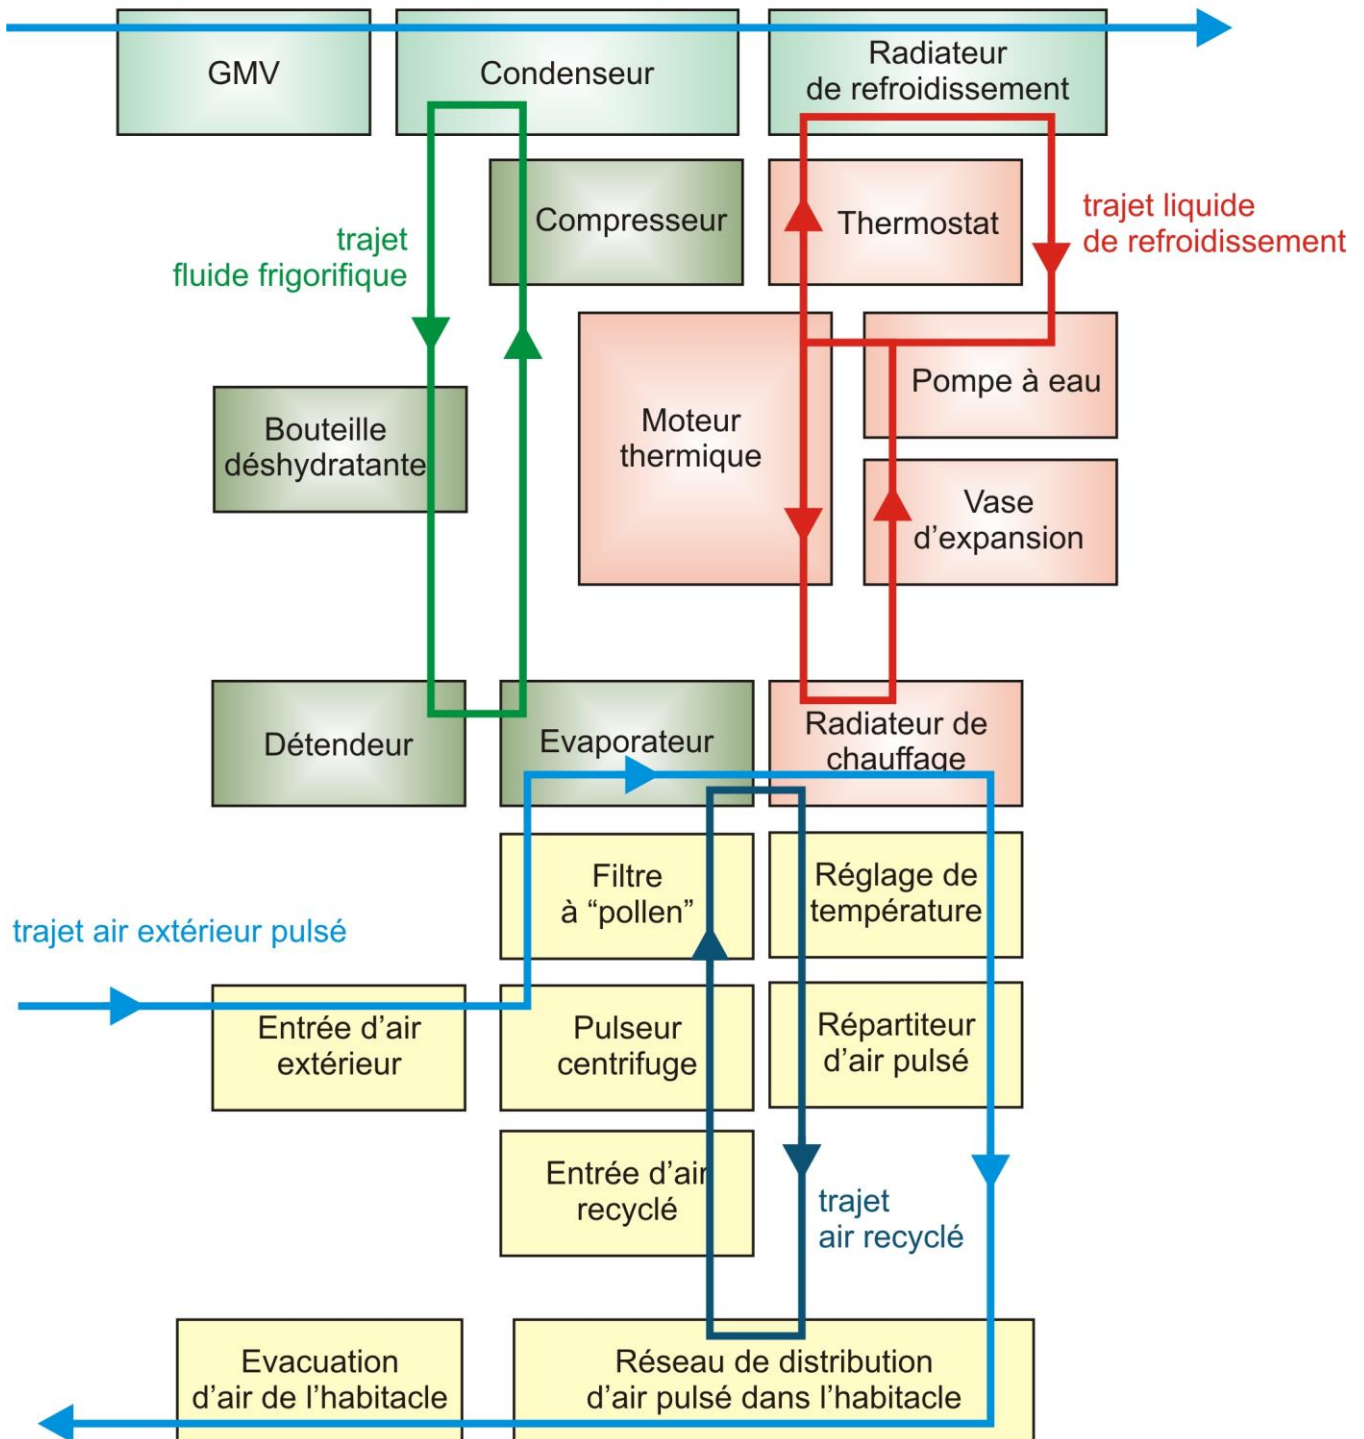 GMV
Condenseur
Radiateur
de refroidissement
Compresseur
Thermostat
trajet
fluide frigorifique
trajet liquide
de refroidissement
Moteur
thermique
Pompe à eau
Bouteille
déshydratante
Vase
d’expansion
Détendeur
Evaporateur
Radiateur de
chauffage
Filtre
à “pollen”
Réglage de
température
trajet air extérieur pulsé
Entrée d’air
extérieur
Pulseur
centrifuge
Répartiteur
d’air pulsé
Entrée d’air
recyclé
trajet
air recyclé
Evacuation
d’air de l’habitacle
Réseau de distribution
d’air pulsé dans l’habitacle